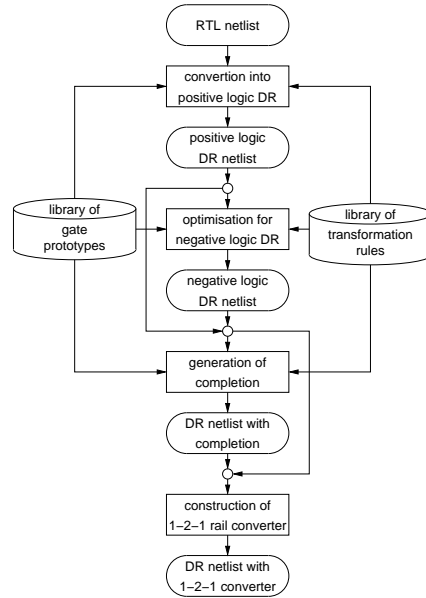 RTL netlist
convertion into
positive logic DR
positive logic
DR netlist
library of
gate
prototypes
optimisation for
negative logic DR
library of
transformation
rules
negative logic
DR netlist
generation of
completion
DR netlist with
completion
construction of
1−2−1 rail converter
DR netlist with
1−2−1 converter